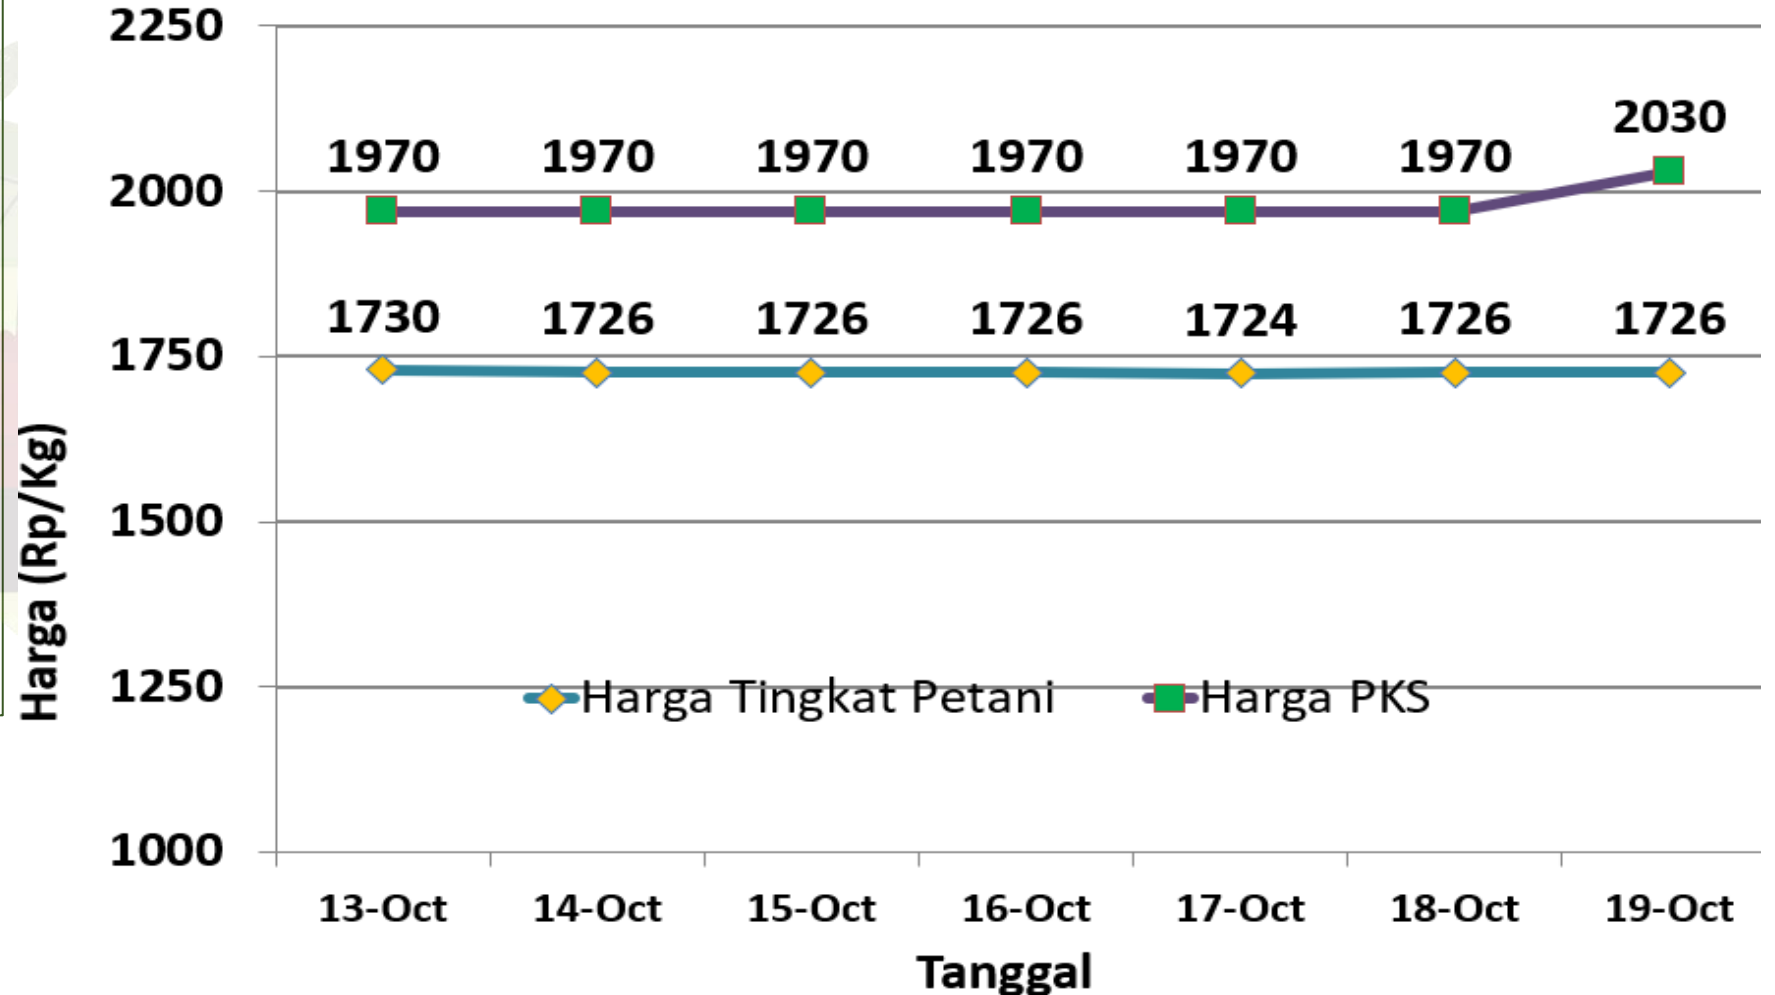 2250
2000
1750
1500
1250
1000
Harga (Rp/Kg)
1970 1970 1970 1970 1970 1970 2030
1730 1726 1726 1726 1724 1726 1726
Harga Tingkat Petani Harga PKS
13-Oct 14-Oct 15-Oct 16-Oct 17-Oct 18-Oct 19-Oct
Tanggal